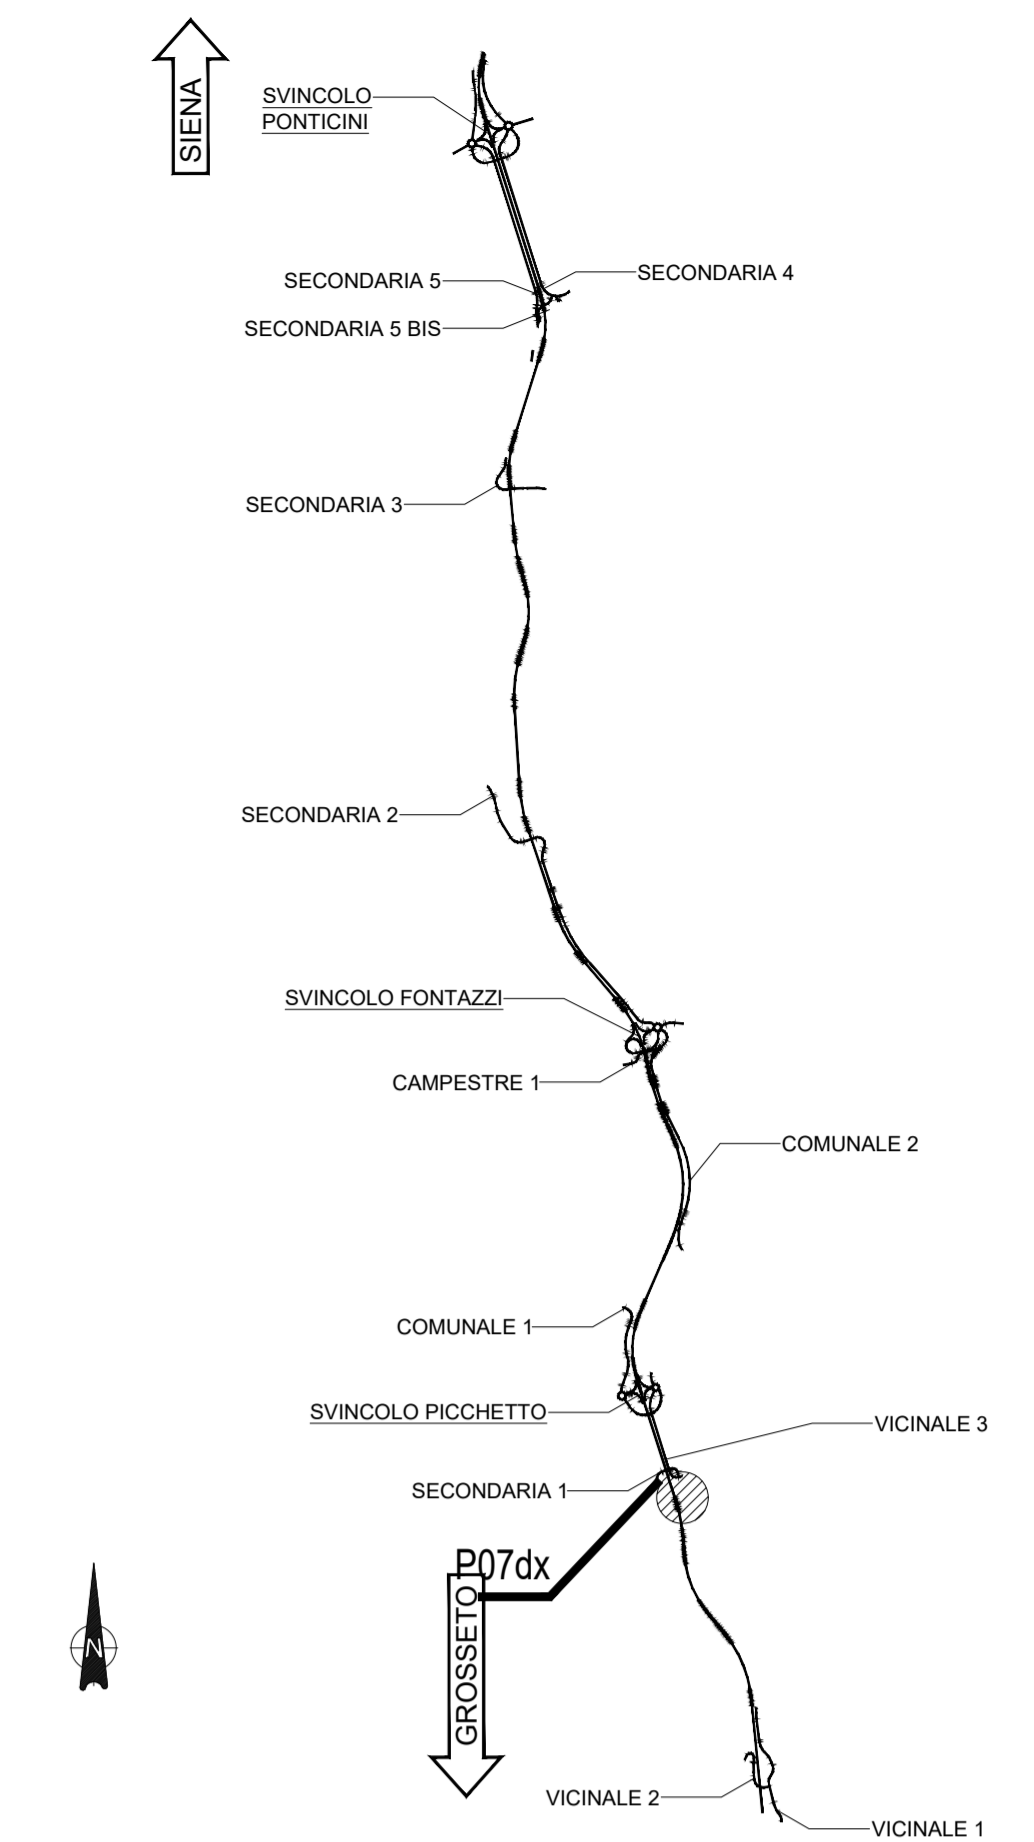 SIENA
SVINCOLO
PONTICINI
SECONDARIA 4
SECONDARIA 5
SECONDARIA 5 BIS
SECONDARIA 3
SECONDARIA 2
SVINCOLO FONTAZZI
CAMPESTRE 1
COMUNALE 2
COMUNALE 1
SVINCOLO PICCHETTO
VICINALE 3
SECONDARIA 1
P07dx
GROSSETO
N
VICINALE 2
VICINALE 1